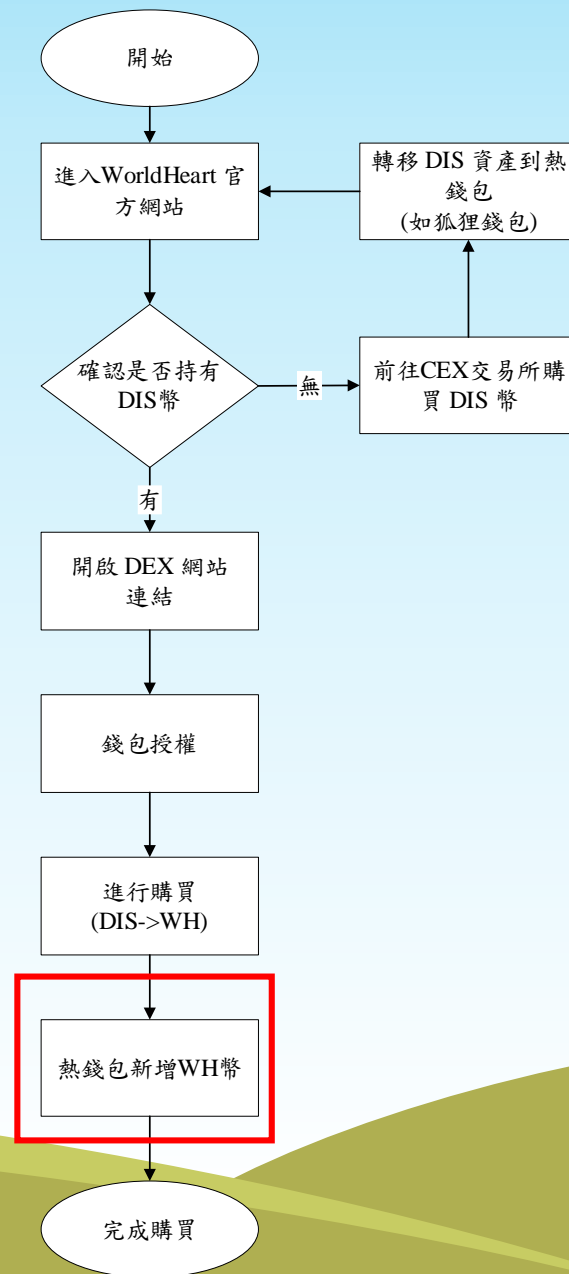 開始
進入WorldHeart 官
方網站
轉移 DIS 資產到熱
錢包
(如狐狸錢包)
確認是否持有
DIS幣
無
前往CEX交易所購
買 DIS 幣
有
開啟 DEX 網站
連結
錢包授權
進行購買
(DIS->WH)
熱錢包新增WH幣
完成購買